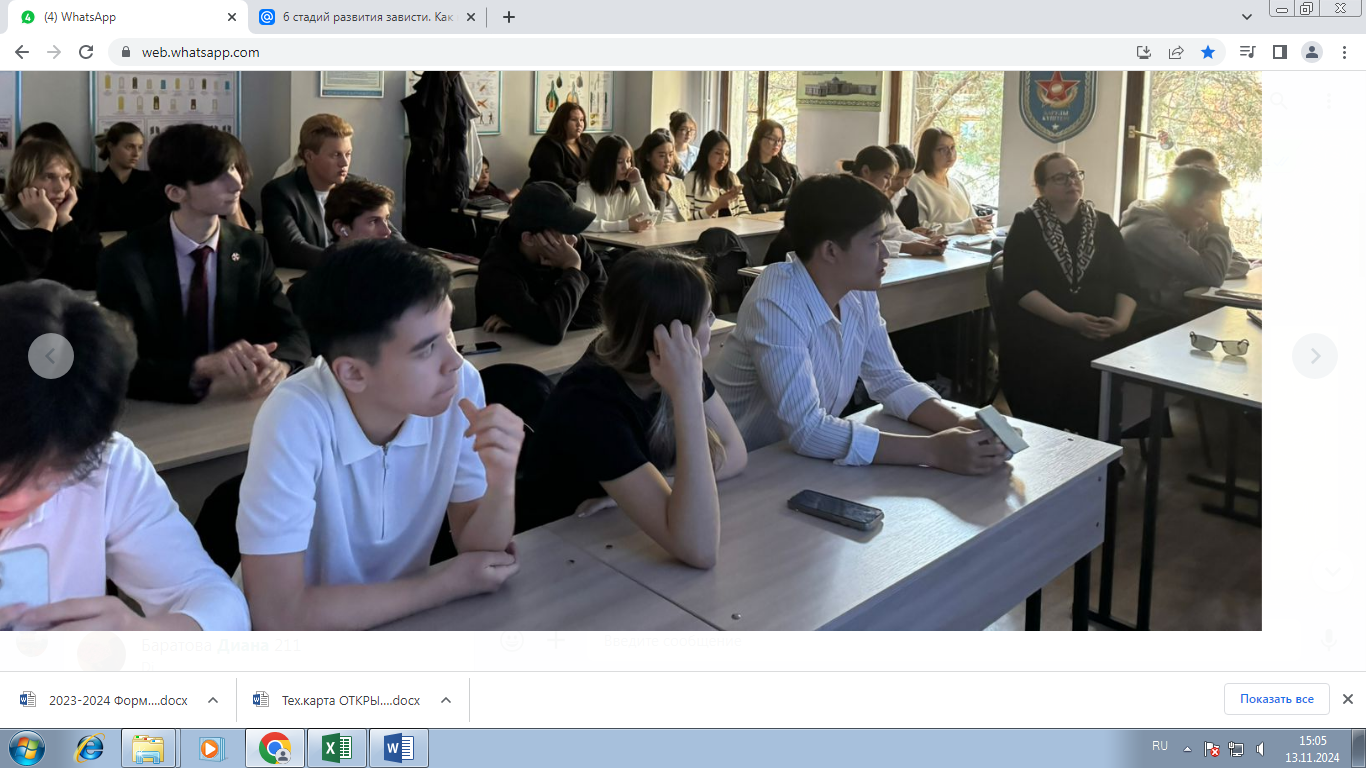 (4) WhatsApp
6 стадий развития зависти. Как
web.whatsapp.com
Баратова Диана 211
Введите сообщение
2023-2024 Форм....docx
Тех.карта ОТКРЫ....docx
Показать все
RU
15:05
13.11.2024